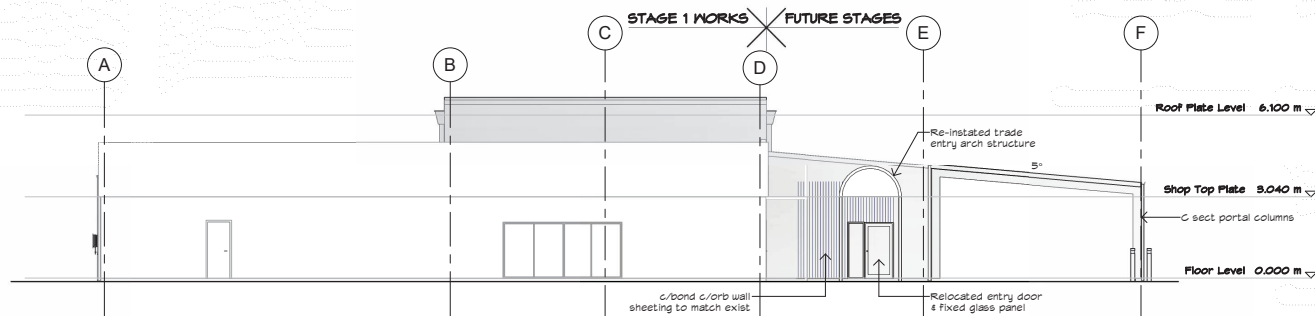 STAGE 1 WORKS
FUTURE STAGES
A
B
C
D
E
F
Roof Plate Level 6.100 m
Re-instated trade
entry arch structure
5°
Shop Top Plate 3.040 m
C sect portal columns
Floor Level 0.000 m
c/bond c/orb wall
sheeting to match exist
Relocated entry door
& fixed glass panel